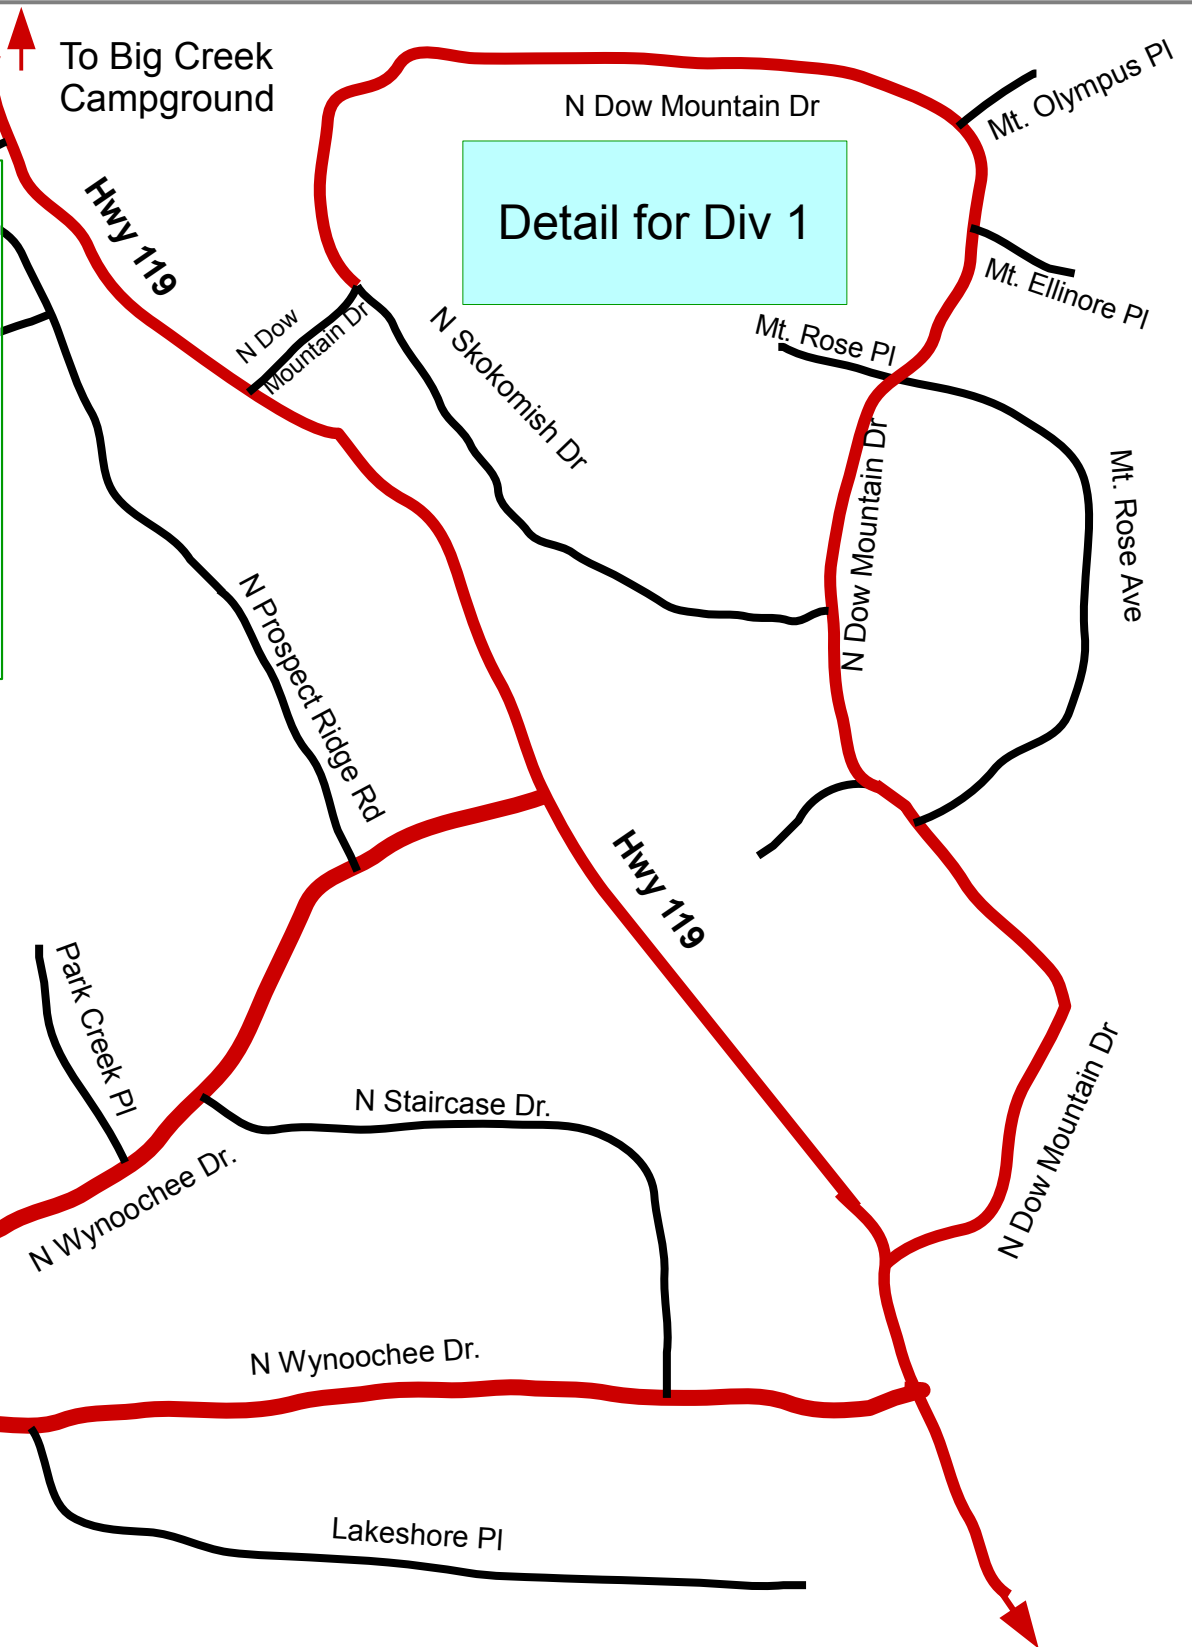 To Big Creek
Campground
N Dow Mountain Dr
Mt. Olympus Pl
Detail for Div 1
Hwy 119
Mt. Ellinore Pl
N Dow
Mountain Dr
N Skokomish Dr
Mt. Rose Pl
N Dow Mountain Dr
Mt. Rose Ave
N Prospect Ridge Rd
Hwy 119
Park Creek Pl
N Staircase Dr.
N Dow Mountain Dr
N Wynoochee Dr.
N Wynoochee Dr.
Lakeshore Pl